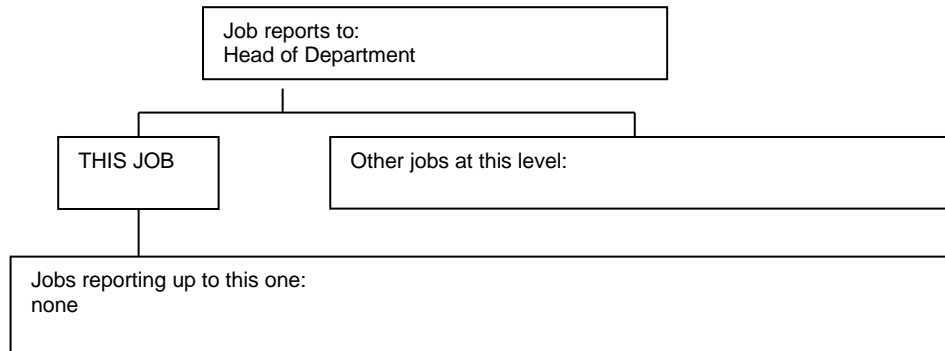 Job reports to:
Head of Department
THIS JOB
Other jobs at this level:
Jobs reporting up to this one:
none